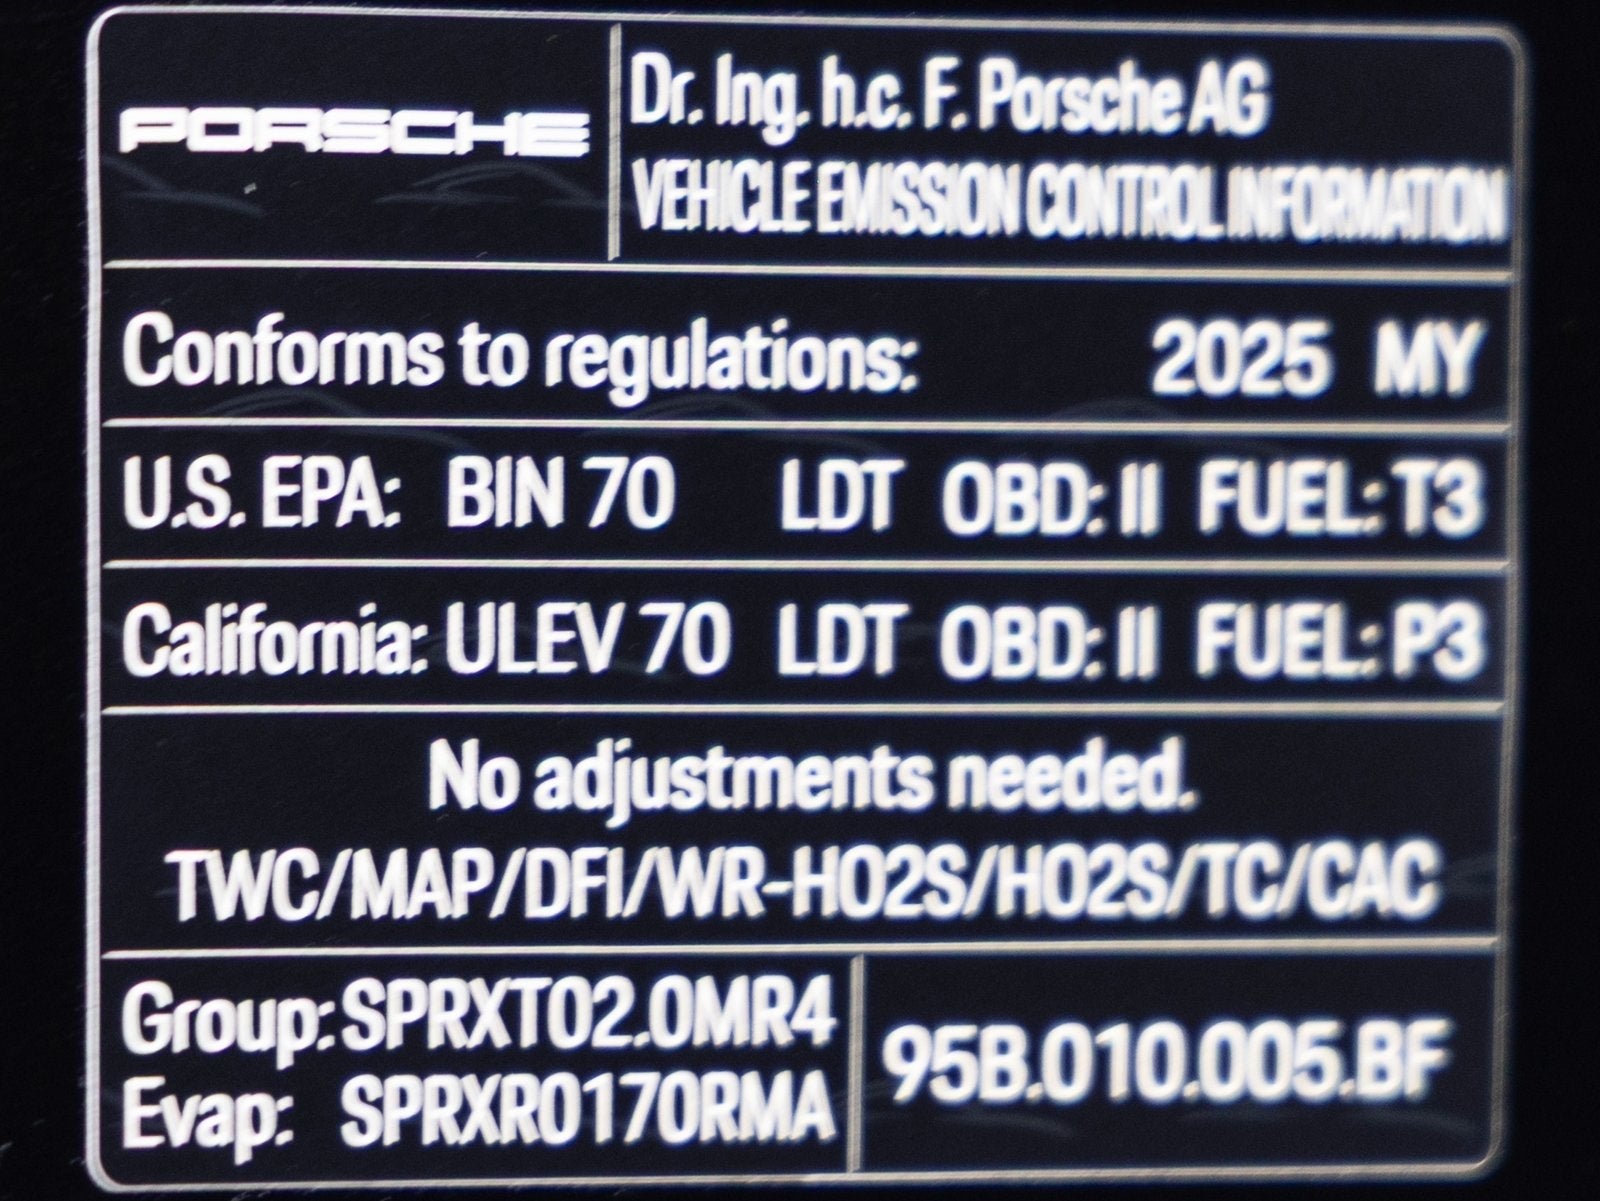 PORSCHE
Dr. Ing. h.c. F. Porsche AG
VEHICLE EMISSION CONTROL INFORMATION
Conforms to regulations: 2025 MY
U.S. EPA: BIN 70 LDT OBD: II FUEL: T3
California: ULEV 70 LDT OBD: II FUEL: P3
No adjustments needed.
TWC/MAP/DFI/WR-HO2S/HO2S/TC/CAC
Group: SPRXT02.0MR4
Evap: SPRXR0170RMA
95B.010.005.BF